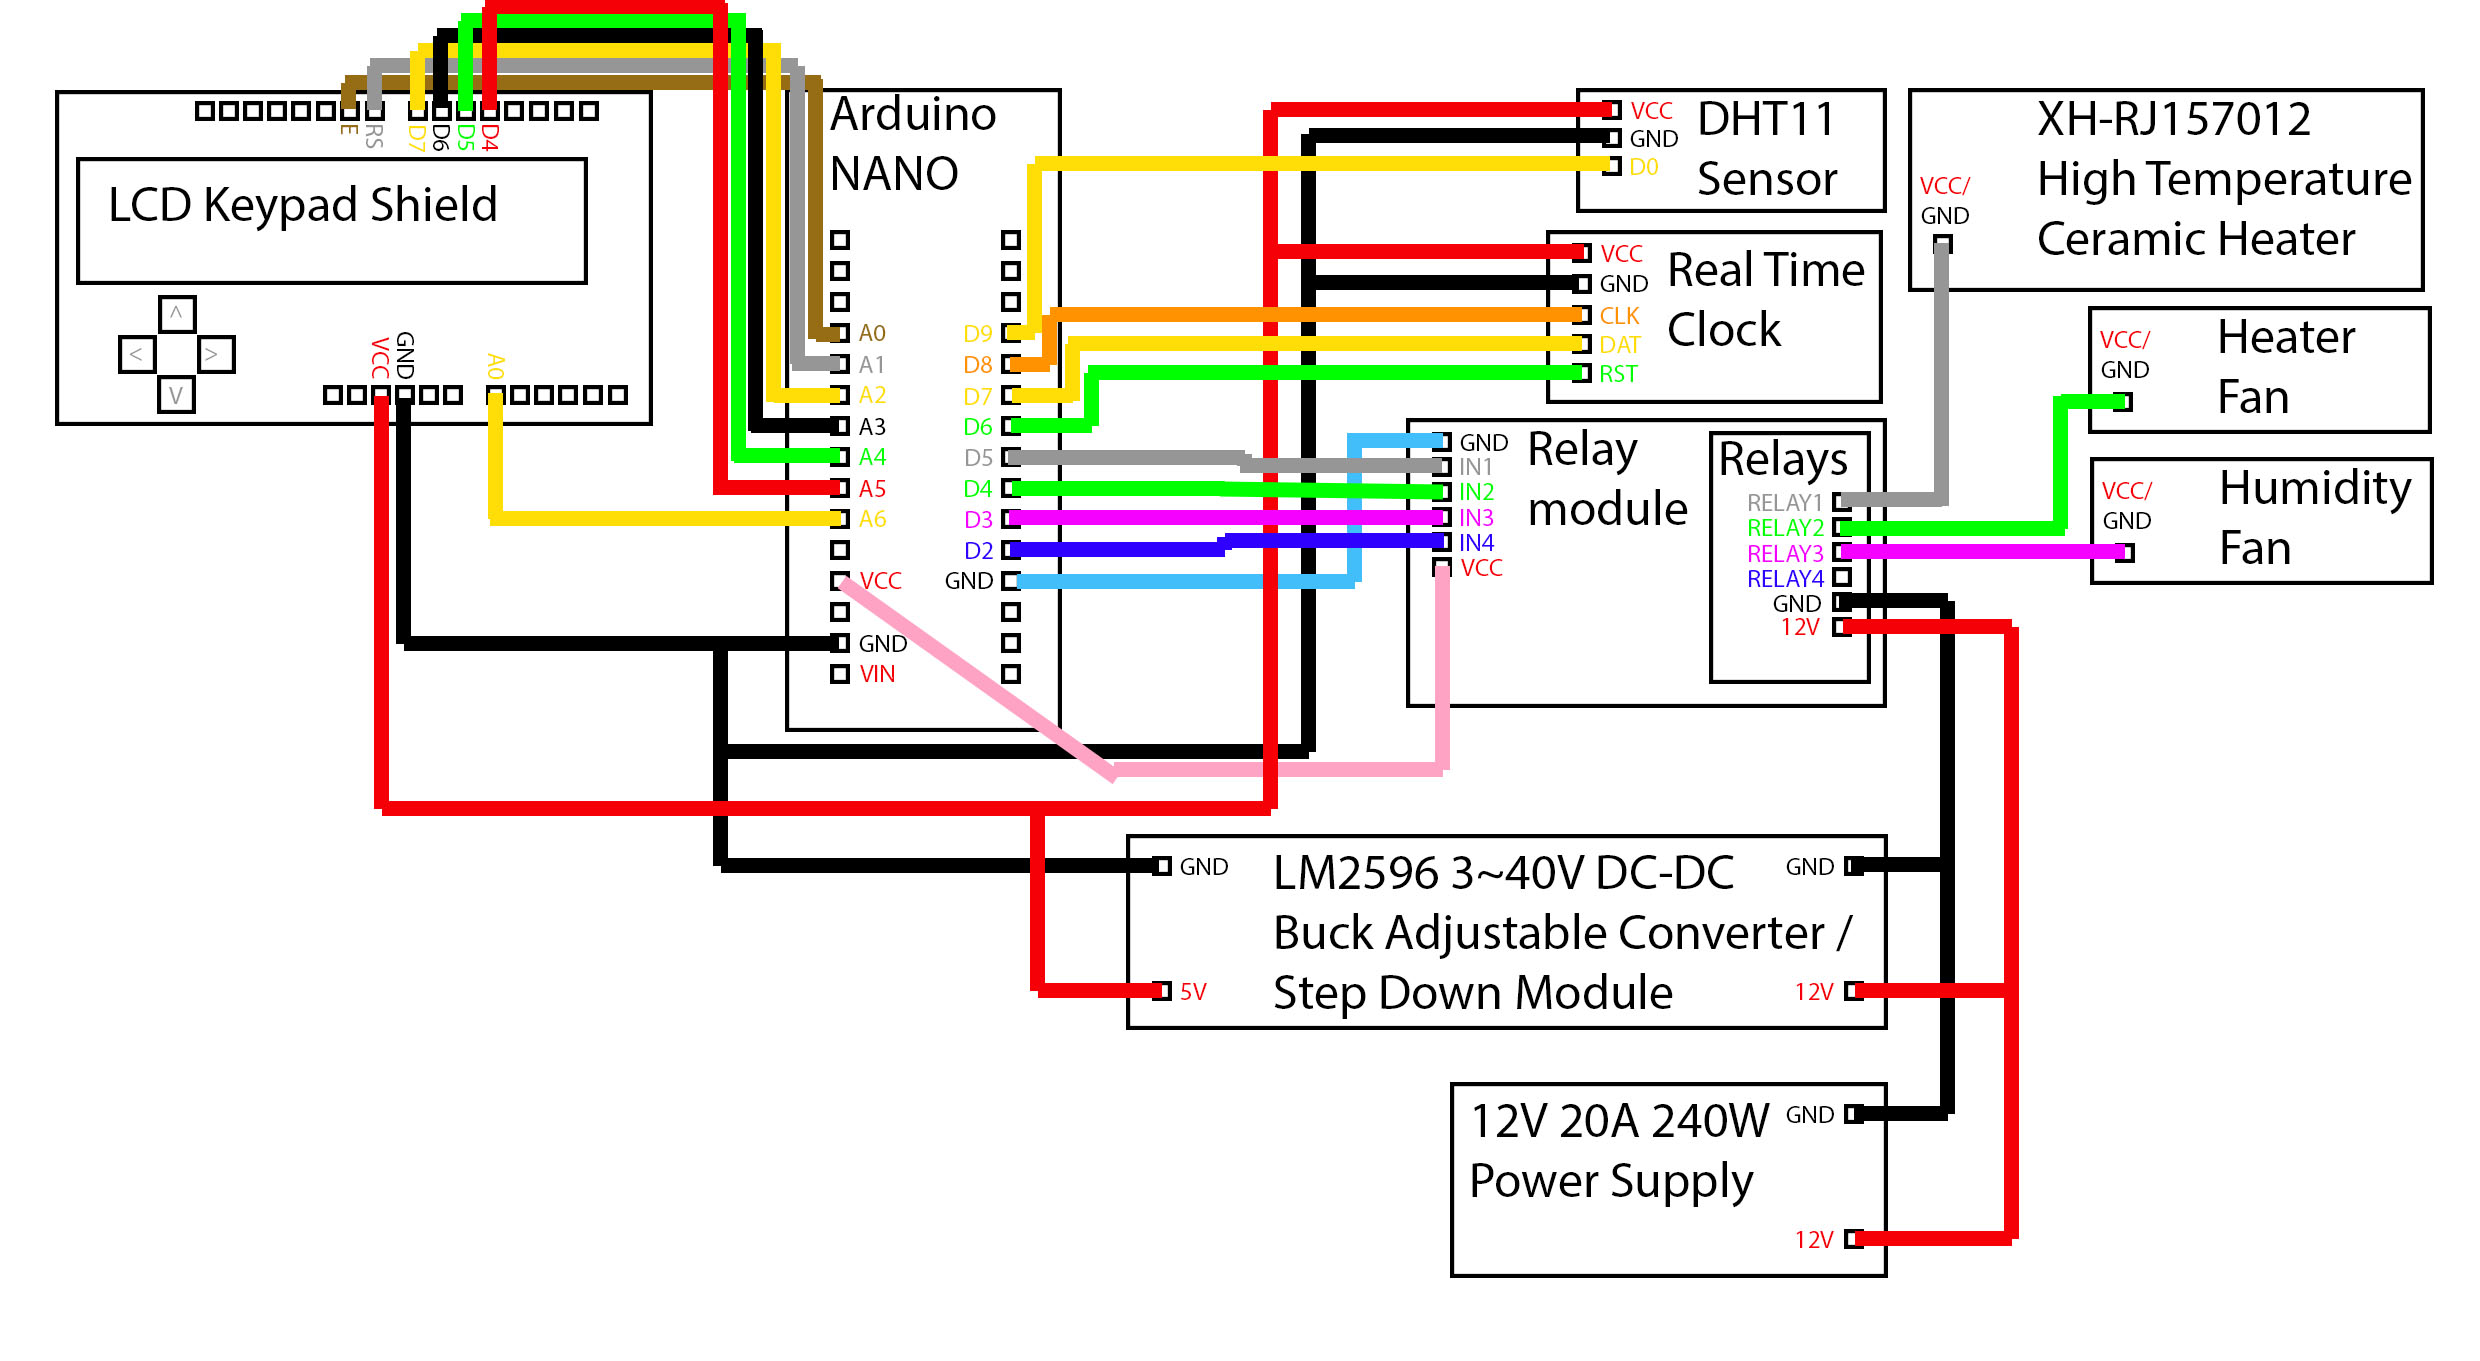 E
RS
D7
D6
D5
D4
LCD Keypad Shield
^
<
>
V
VCC
GND
A0
Arduino
NANO
A0
A1
A2
A3
A4
A5
A6
VCC
GND
VIN
D9
D8
D7
D6
D5
D4
D3
D2
GND
VCC
GND
D0
DHT11
Sensor
VCC
GND
CLK
DAT
RST
Real Time
Clock
GND
IN1
IN2
IN3
IN4
VCC
Relay
module
Relays
RELAY1
RELAY2
RELAY3
RELAY4
GND
12V
XH-RJ157012
High Temperature
Ceramic Heater
VCC/
GND
Heater
Fan
VCC/
GND
Humidity
Fan
VCC/
GND
GND
5V
LM2596 3~40V DC-DC
Buck Adjustable Converter /
Step Down Module
GND
12V
12V 20A 240W
Power Supply
GND
12V